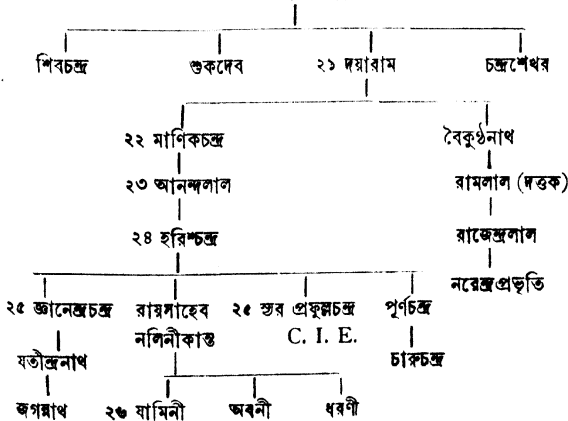 শিবচন্দ্র শুকদেব ২১ দয়ারাম চন্দ্রশেখর
২২ মাণিকচন্দ্র বৈকুণ্ঠনাথ
২৩ আনন্দলাল রামলাল (দত্তক)
২৪ হরিশ্চন্দ্র রাজেন্দ্রলাল
নরেন্দ্রপ্রভৃতি
২৫ জ্ঞানেন্দ্রচন্দ্র রায়সাহেব ২৫ স্যর প্রফুল্লচন্দ্র পূর্ণচন্দ্র
নলিনীকান্ত C. I. E.
যতীন্দ্রনাথ চারুচন্দ্র
জগন্নাথ ২৬ যামিনী অবনী ধরণী